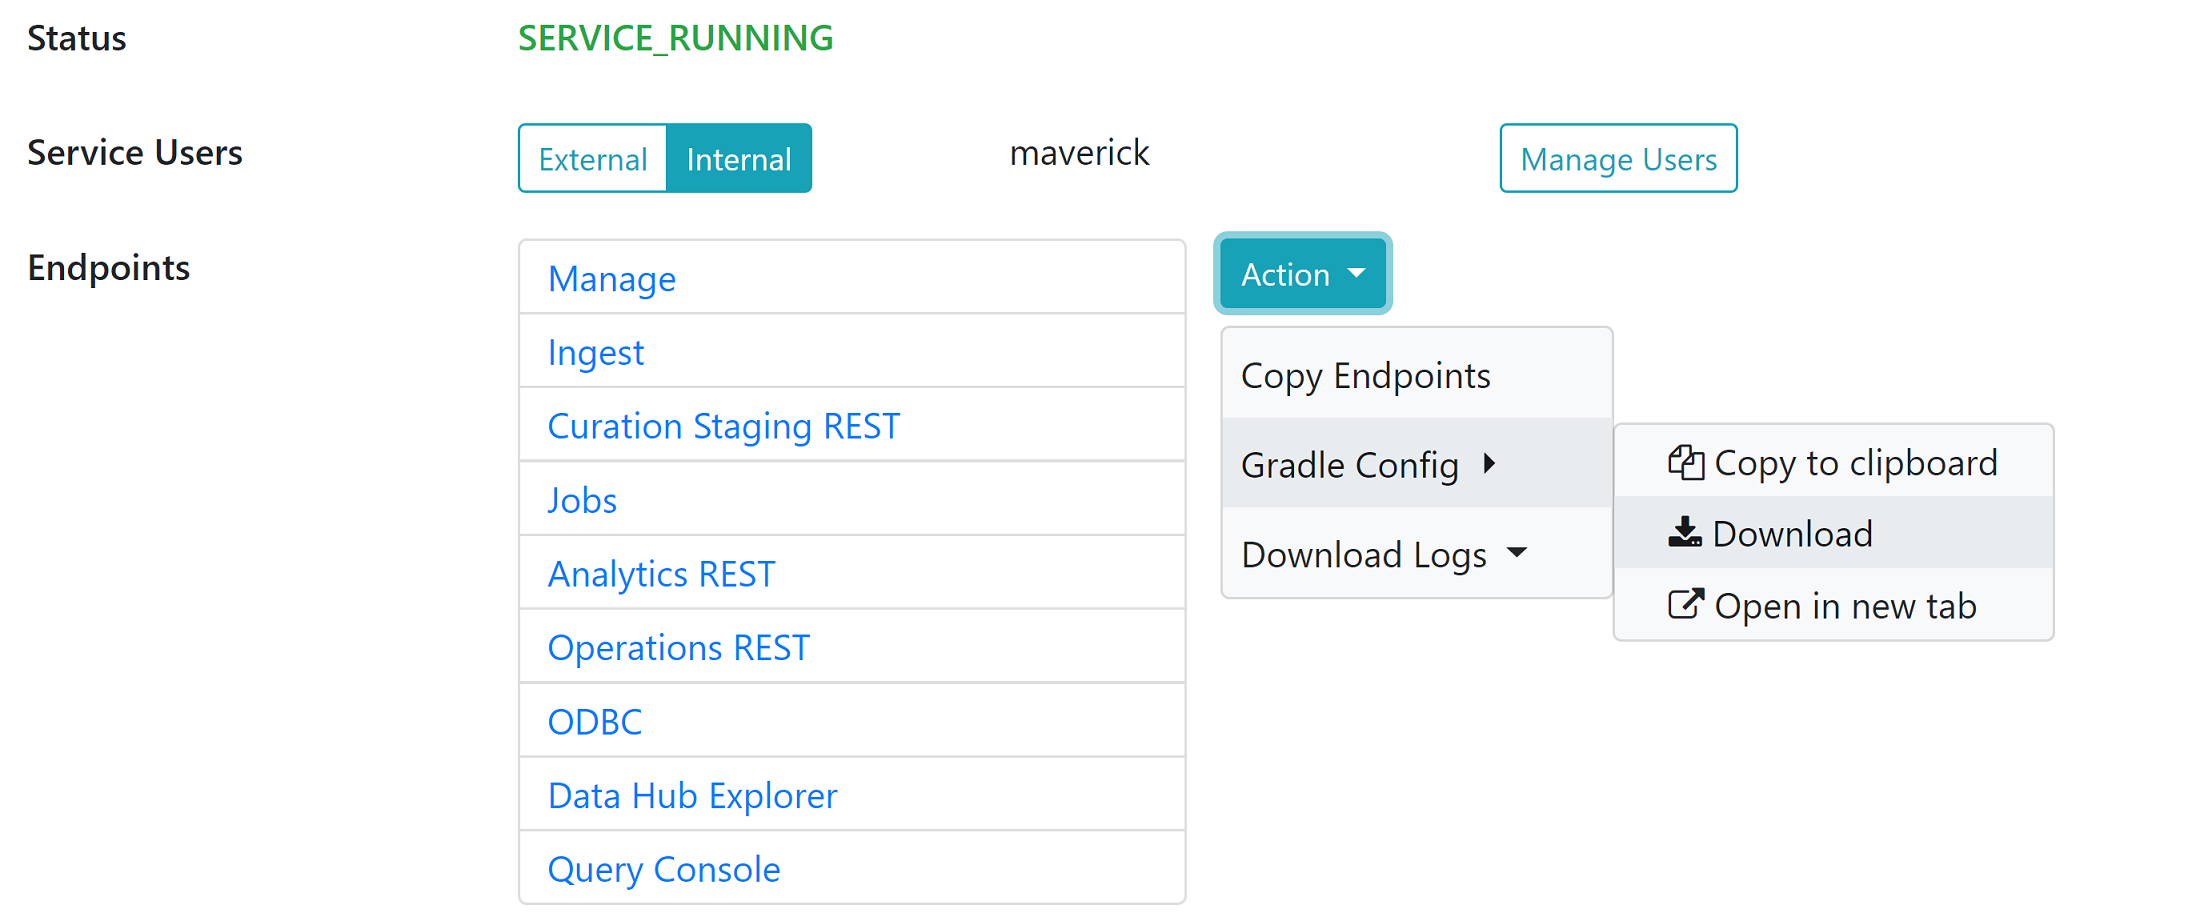 Status
SERVICE_RUNNING
Service Users
External
Internal
maverick
Manage Users
Endpoints
Manage
Ingest
Curation Staging REST
Jobs
Analytics REST
Operations REST
ODBC
Data Hub Explorer
Query Console
Action
Copy Endpoints
Gradle Config
Download Logs
Copy to clipboard
Download
Open in new tab